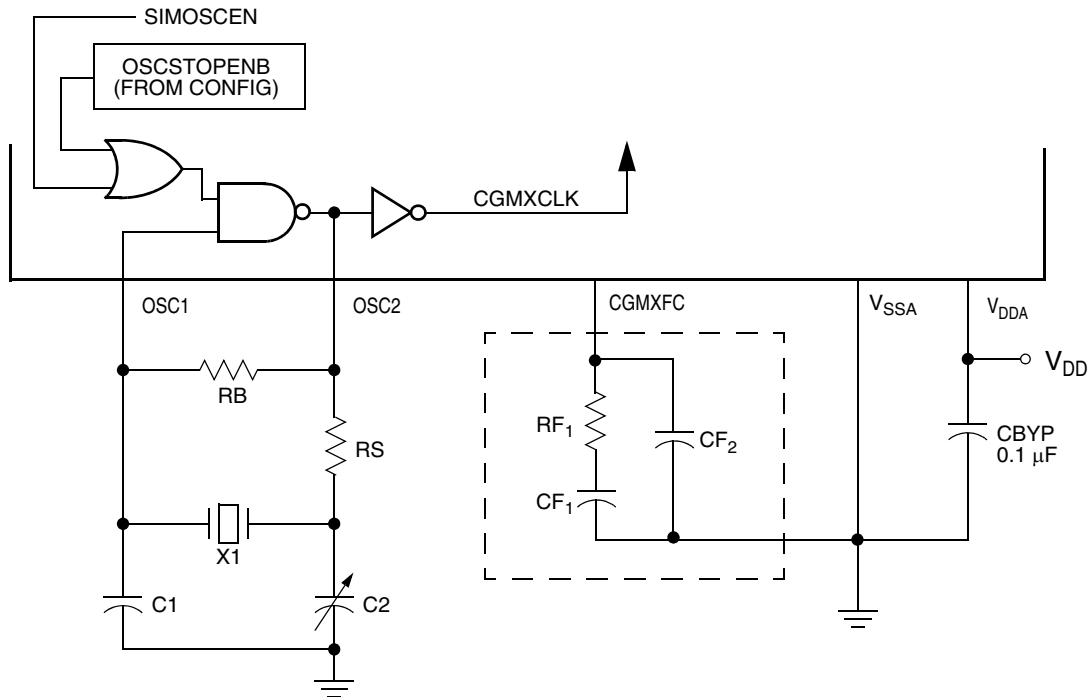 SIMOSCEN
OSCSTOPENB
(FROM CONFIG)
CGMXCLK
OSC1
OSC2
CGMXFC
VSSA
VDDA
VDD
RB
RF1
CF2
CBYP
0.1 μF
RS
CF1
X1
C1
C2